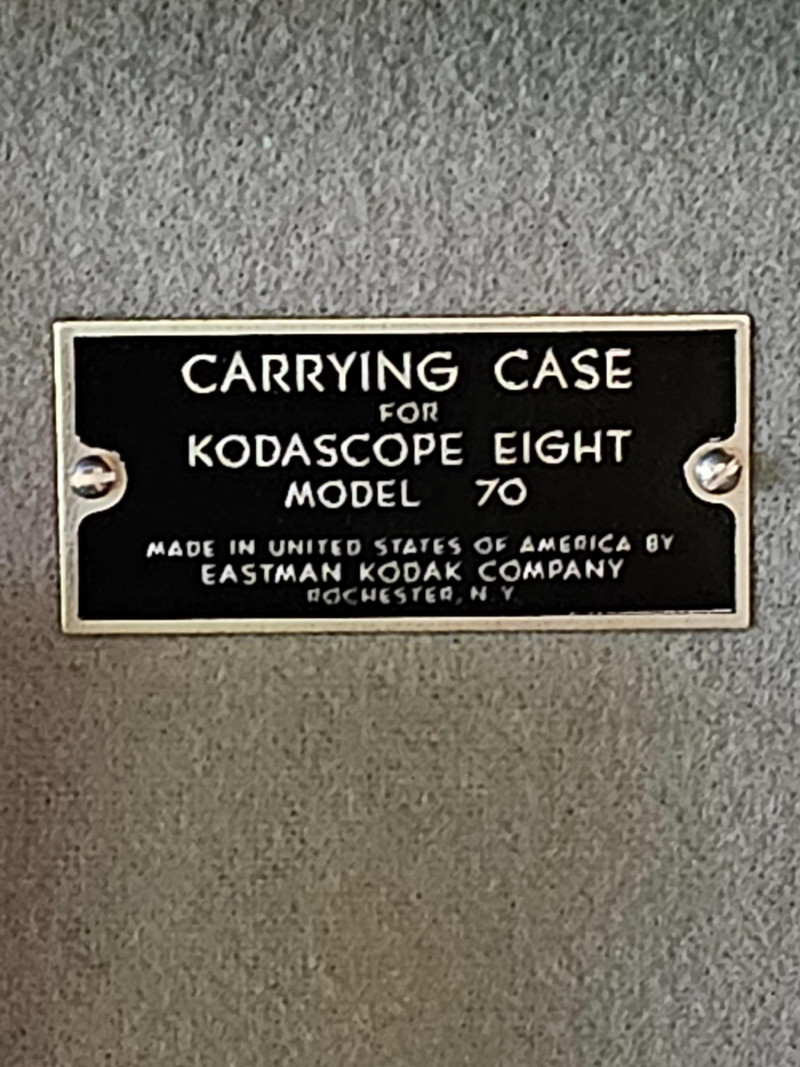 CARRYING CASE
FOR
KODASCOPE EIGHT
MODEL 70
MADE IN UNITED STATES OF AMERICA BY
EASTMAN KODAK COMPANY
ROCHESTER, N.Y.